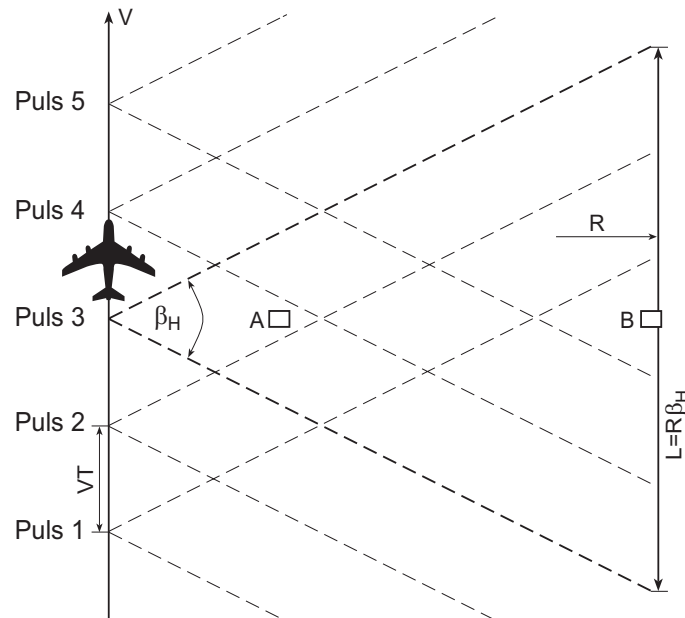 V
Puls 5
Puls 4
R
Puls 3
β_H
A
B
Puls 2
L=Rβ_H
VT
Puls 1